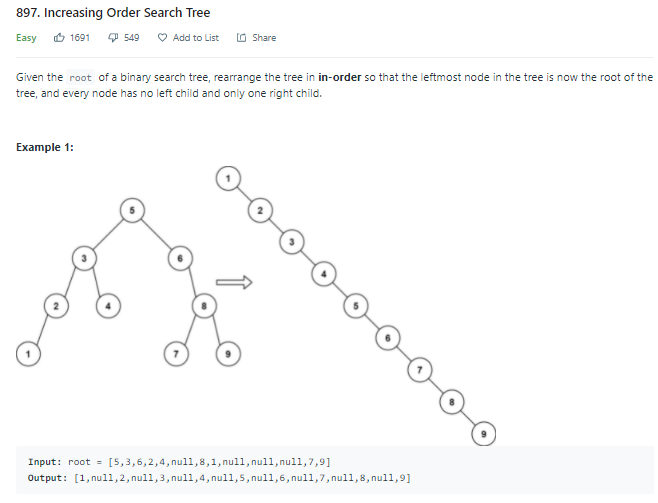 897. Increasing Order Search Tree
Easy 1691 549 Add to List Share
Given the root of a binary search tree, rearrange the tree in in-order so that the leftmost node in the tree is now the root of the
tree, and every node has no left child and only one right child.
Example 1:
1
5 2
3
3 6
4
2 4 8 5
6
1 7 9
7
8
9
Input: root = [5,3,6,2,4,null,8,1,null,null,null,7,9]
Output: [1,null,2,null,3,null,4,null,5,null,6,null,7,null,8,null,9]